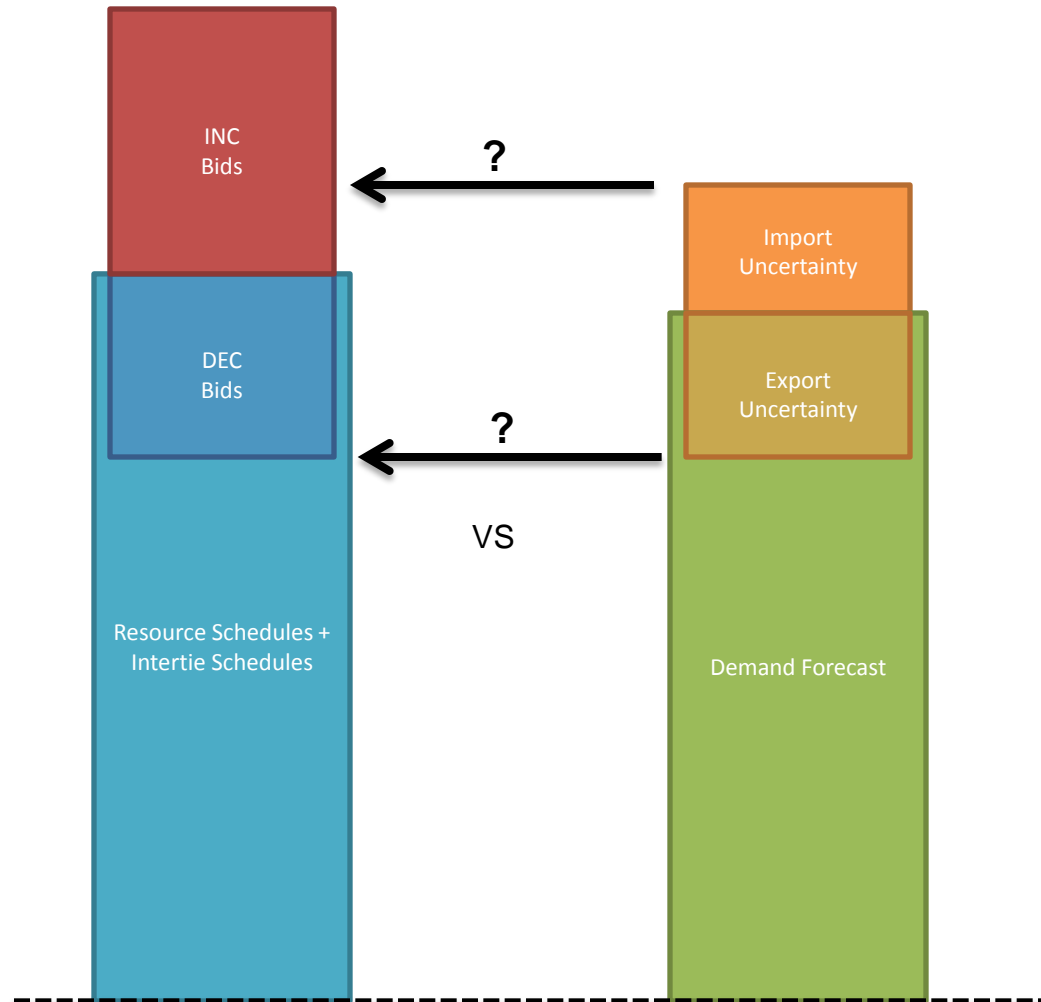 INC
Bids
?
Import
Uncertainty
DEC
Bids
Export
Uncertainty
?
VS
Resource Schedules +
Intertie Schedules
Demand Forecast